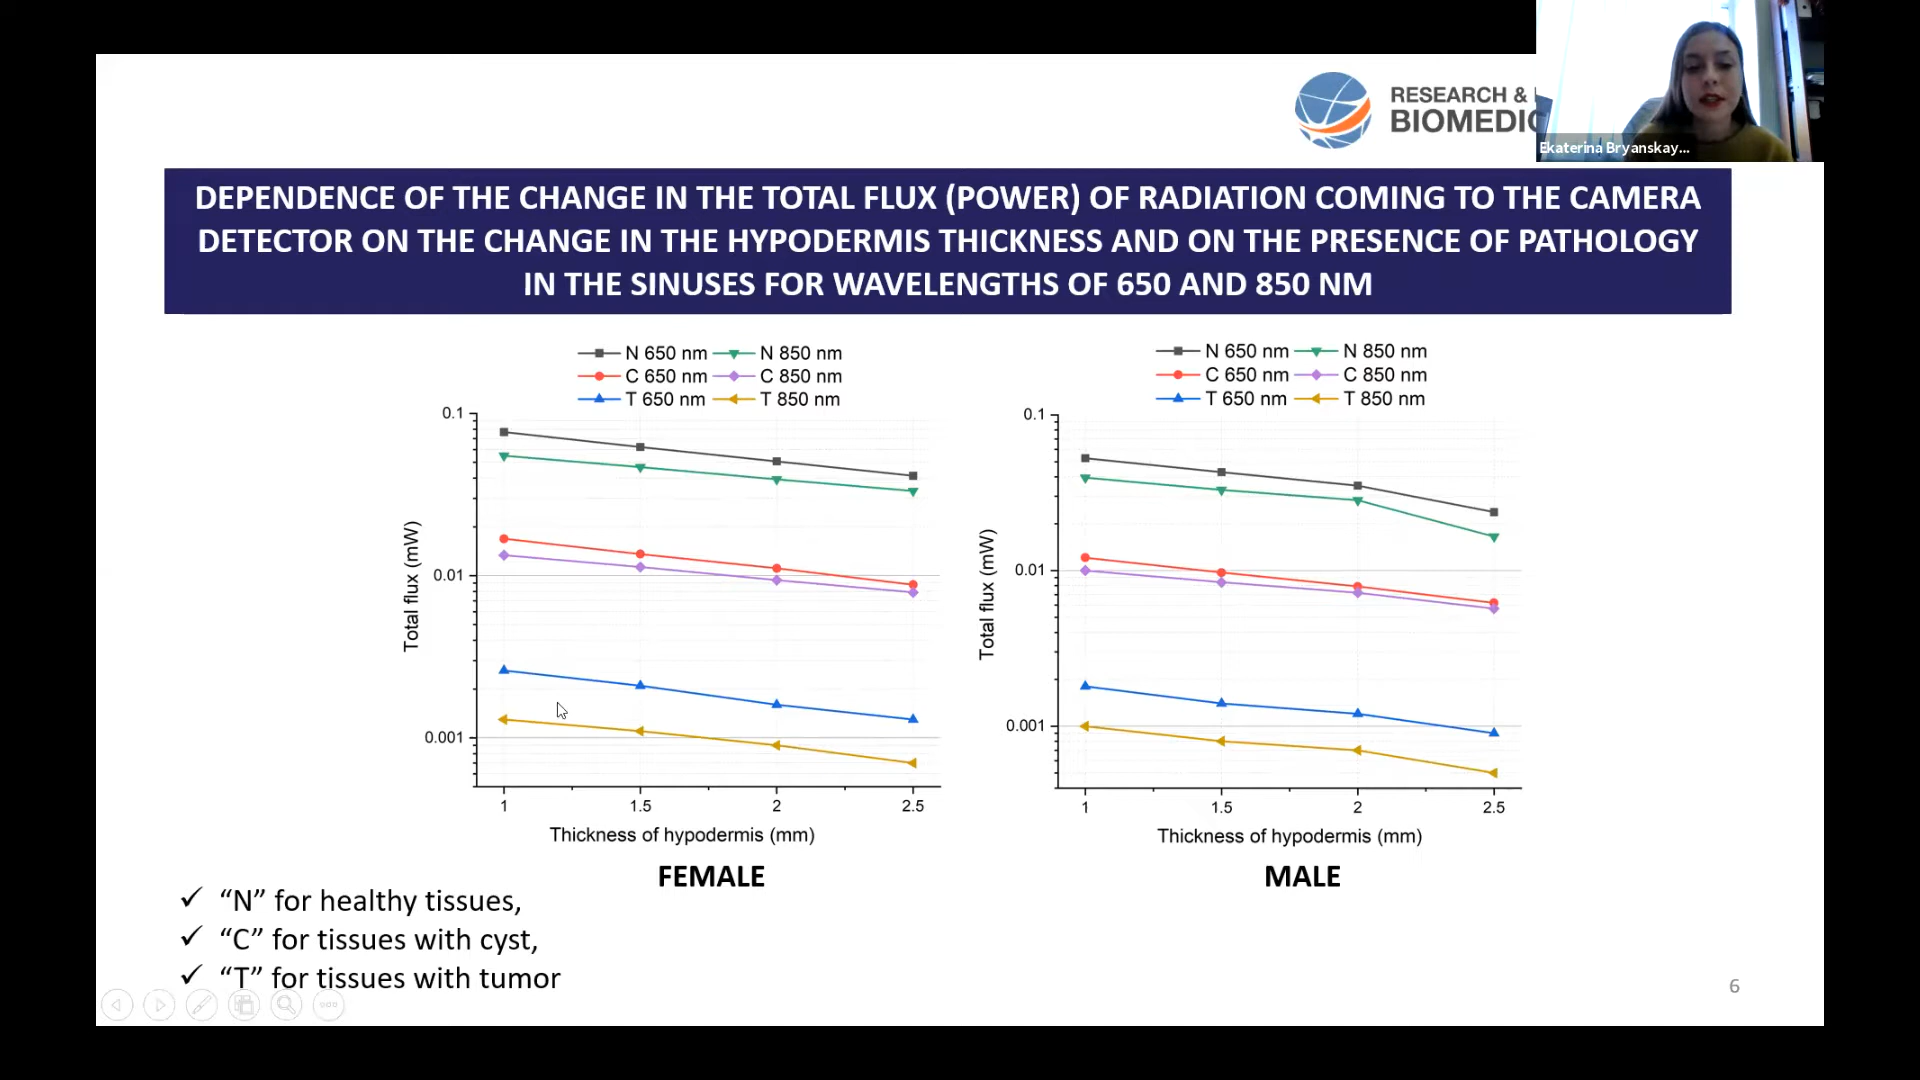 RESEARCH &
BIOMEDIC
Ekaterina Bryanskay...
DEPENDENCE OF THE CHANGE IN THE TOTAL FLUX (POWER) OF RADIATION COMING TO THE CAMERA
DETECTOR ON THE CHANGE IN THE HYPODERMIS THICKNESS AND ON THE PRESENCE OF PATHOLOGY
IN THE SINUSES FOR WAVELENGTHS OF 650 AND 850 NM
N 650 nm N 850 nm
C 650 nm C 850 nm
T 650 nm T 850 nm
0.1
0.01
0.001
Total flux (mW)
1 1.5 2 2.5
Thickness of hypodermis (mm)
FEMALE
N 650 nm N 850 nm
C 650 nm C 850 nm
T 650 nm T 850 nm
0.1
0.01
0.001
Total flux (mW)
1 1.5 2 2.5
Thickness of hypodermis (mm)
MALE
✓ “N” for healthy tissues,
✓ “C” for tissues with cyst,
✓ “T” for tissues with tumor
6